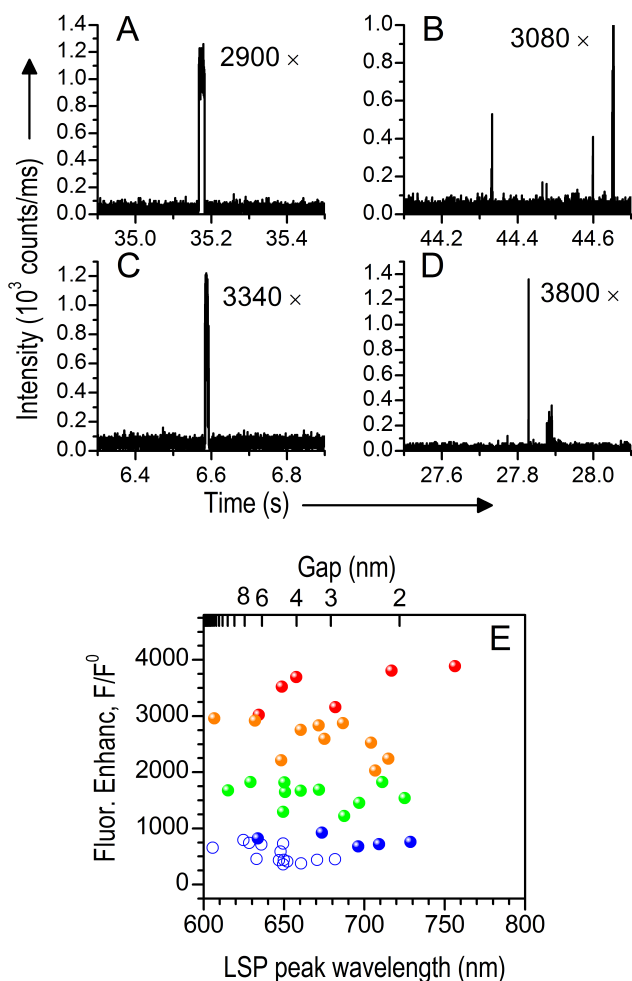 A
2900 ×
1.4
1.2
1.0
0.8
0.6
0.4
0.2
0.0
35.0 35.2 35.4
B
3080 ×
1.0
0.8
0.6
0.4
0.2
0.0
44.2 44.4 44.6
C
3340 ×
1.2
1.0
0.8
0.6
0.4
0.2
0.0
6.4 6.6 6.8
D
3800 ×
1.4
1.2
1.0
0.8
0.6
0.4
0.2
0.0
27.6 27.8 28.0
Intensity (10³ counts/ms)
Time (s)
Gap (nm)
8 6 4 3 2
E
4000
3000
2000
1000
0
Fluor. Enhanc, F/F⁰
600 650 700 750 800
LSP peak wavelength (nm)